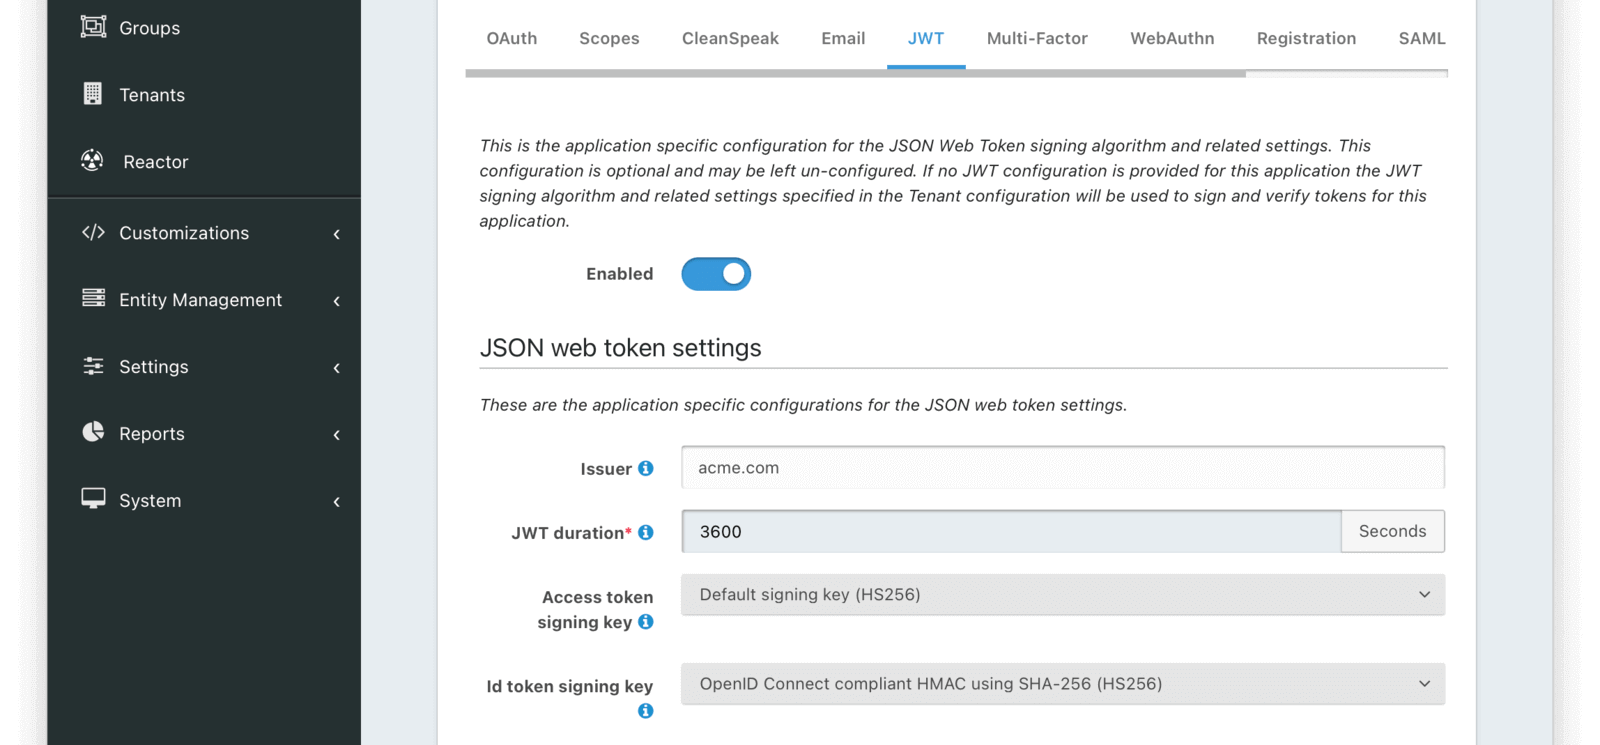 Groups
Tenants
Reactor
Customizations
Entity Management
Settings
Reports
System
OAuth Scopes CleanSpeak Email JWT Multi-Factor WebAuthn Registration SAML
This is the application specific configuration for the JSON Web Token signing algorithm and related settings. This
configuration is optional and may be left un-configured. If no JWT configuration is provided for this application the JWT
signing algorithm and related settings specified in the Tenant configuration will be used to sign and verify tokens for this
application.
Enabled
JSON web token settings
These are the application specific configurations for the JSON web token settings.
Issuer acme.com
JWT duration* 3600 Seconds
Access token
signing key
Default signing key (HS256)
Id token signing key
OpenID Connect compliant HMAC using SHA-256 (HS256)